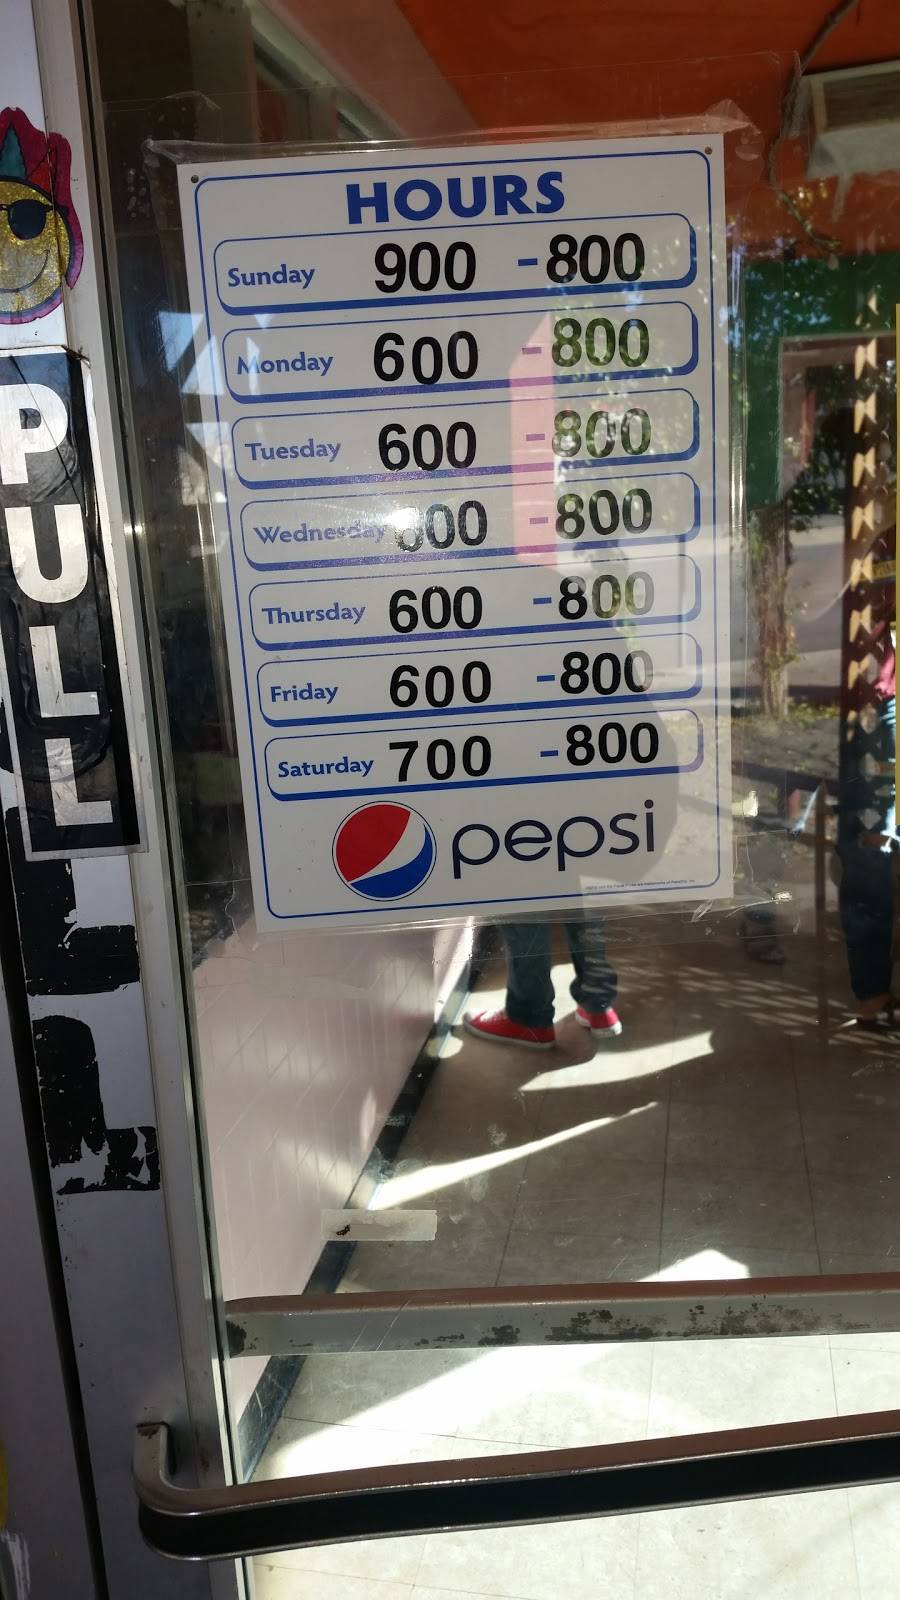 HOURS
Sunday 900 -800
Monday 600 -800
Tuesday 600 -800
Wednesday 600 -800
Thursday 600 -800
Friday 600 -800
Saturday 700 -800
pepsi
PULL